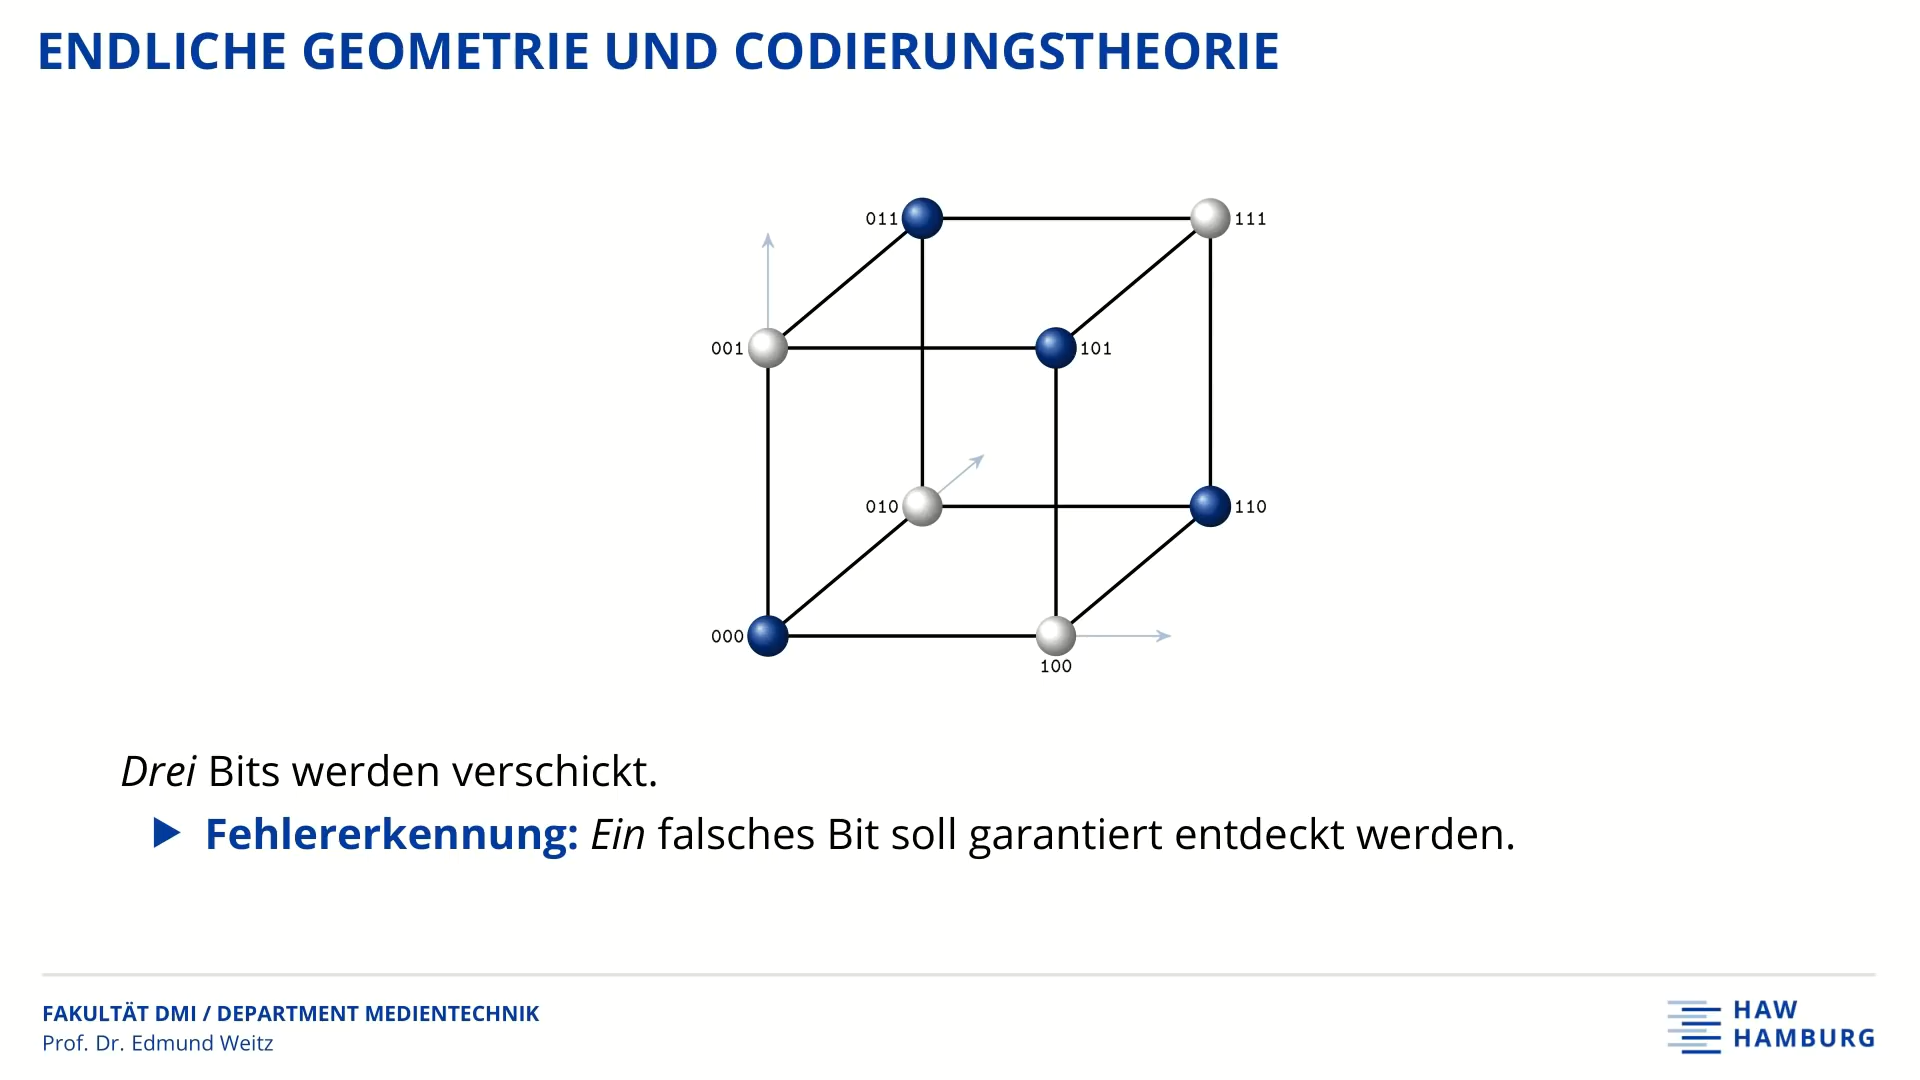 ENDLICHE GEOMETRIE UND CODIERUNGSTHEORIE
011
111
001
101
010
110
000
100
Drei Bits werden verschickt.
Fehlererkennung: Ein falsches Bit soll garantiert entdeckt werden.
FAKULTÄT DMI / DEPARTMENT MEDIENTECHNIK
Prof. Dr. Edmund Weitz
HAW
HAMBURG